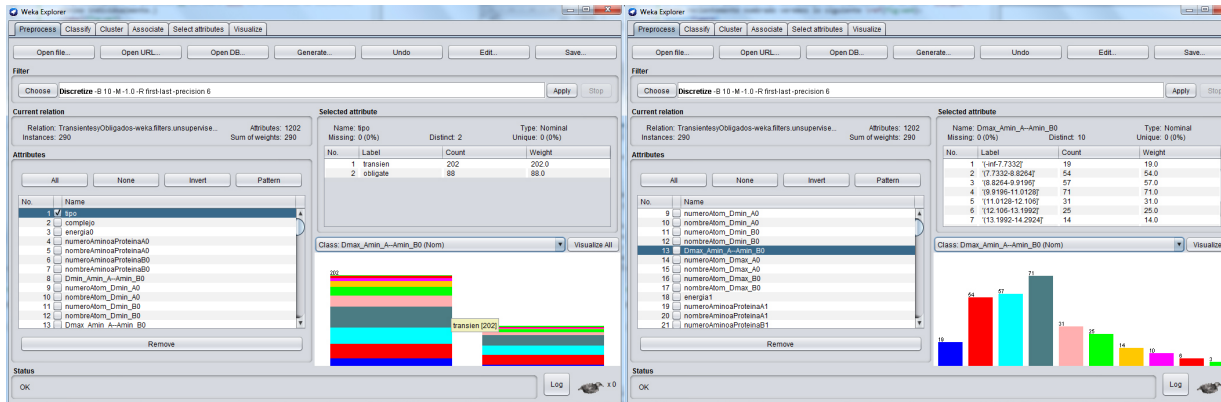 Weka Explorer
Preprocess Classify Cluster Associate Select attributes Visualize
Open file... Open URL... Open DB... Generate... Undo Edit... Save...
Filter
Choose Discretize -B 10 -M -1.0 -R first-last -precision 6 Apply Stop
Current relation
Relation: TransientesyObligados-weka.filters.unsupervise... Attributes: 1202
Instances: 290 Sum of weights: 290
Attributes
All None Invert Pattern
No. Name
1 tipo
2 complejo
3 energia0
4 numeroAminoaProteinaA0
5 nombreAminoaProteinaA0
6 numeroAminoaProteinaB0
7 nombreAminoaProteinaB0
8 Dmin_Amin_A--Amin_B0
9 numeroAtom_Dmin_A0
10 nombreAtom_Dmin_A0
11 numeroAtom_Dmin_B0
12 nombreAtom_Dmin_B0
13 Dmax_Amin_A--Amin_B0
Remove
Selected attribute
Name: tipo Type: Nominal
Missing: 0 (0%) Distinct: 2 Unique: 0 (0%)
No. Label Count Weight
1 transien 202 202.0
2 obligate 88 88.0
Class: Dmax_Amin_A--Amin_B0 (Nom) Visualize All
202
transien [202]
Status
OK Log x 0
Weka Explorer
Preprocess Classify Cluster Associate Select attributes Visualize
Open file... Open URL... Open DB... Generate... Undo Edit... Save...
Filter
Choose Discretize -B 10 -M -1.0 -R first-last -precision 6 Apply Stop
Current relation
Relation: TransientesyObligados-weka.filters.unsupervise... Attributes: 1202
Instances: 290 Sum of weights: 290
Attributes
All None Invert Pattern
No. Name
9 numeroAtom_Dmin_A0
10 nombreAtom_Dmin_A0
11 numeroAtom_Dmin_B0
12 nombreAtom_Dmin_B0
13 Dmax_Amin_A--Amin_B0
14 numeroAtom_Dmax_A0
15 nombreAtom_Dmax_A0
16 numeroAtom_Dmax_B0
17 nombreAtom_Dmax_B0
18 energia1
19 numeroAminoaProteinaA1
20 nombreAminoaProteinaA1
21 numeroAminoaProteinaB1
Remove
Selected attribute
Name: Dmax_Amin_A--Amin_B0 Type: Nominal
Missing: 0 (0%) Distinct: 10 Unique: 0 (0%)
No. Label Count Weight
1 '(-inf-7.7332]' 19 19.0
2 '(7.7332-8.8264]' 54 54.0
3 '(8.8264-9.9196]' 57 57.0
4 '(9.9196-11.0128]' 71 71.0
5 '(11.0128-12.106]' 31 31.0
6 '(12.106-13.1992]' 25 25.0
7 '(13.1992-14.2924]' 14 14.0
Class: Dmax_Amin_A--Amin_B0 (Nom) Visualize
19 54 57 71 31 25 14 10 6 3
Status
OK Log